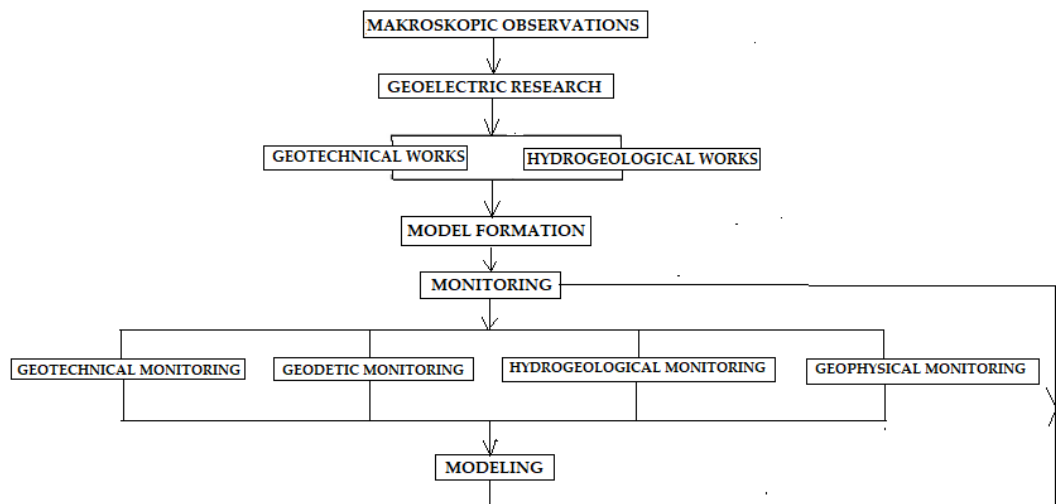 MAKROSKOPIC OBSERVATIONS
GEOELECTRIC RESEARCH
GEOTECHNICAL WORKS
HYDROGEOLOGICAL WORKS
MODEL FORMATION
MONITORING
GEOTECHNICAL MONITORING
GEODETIC MONITORING
HYDROGEOLOGICAL MONITORING
GEOPHYSICAL MONITORING
MODELING